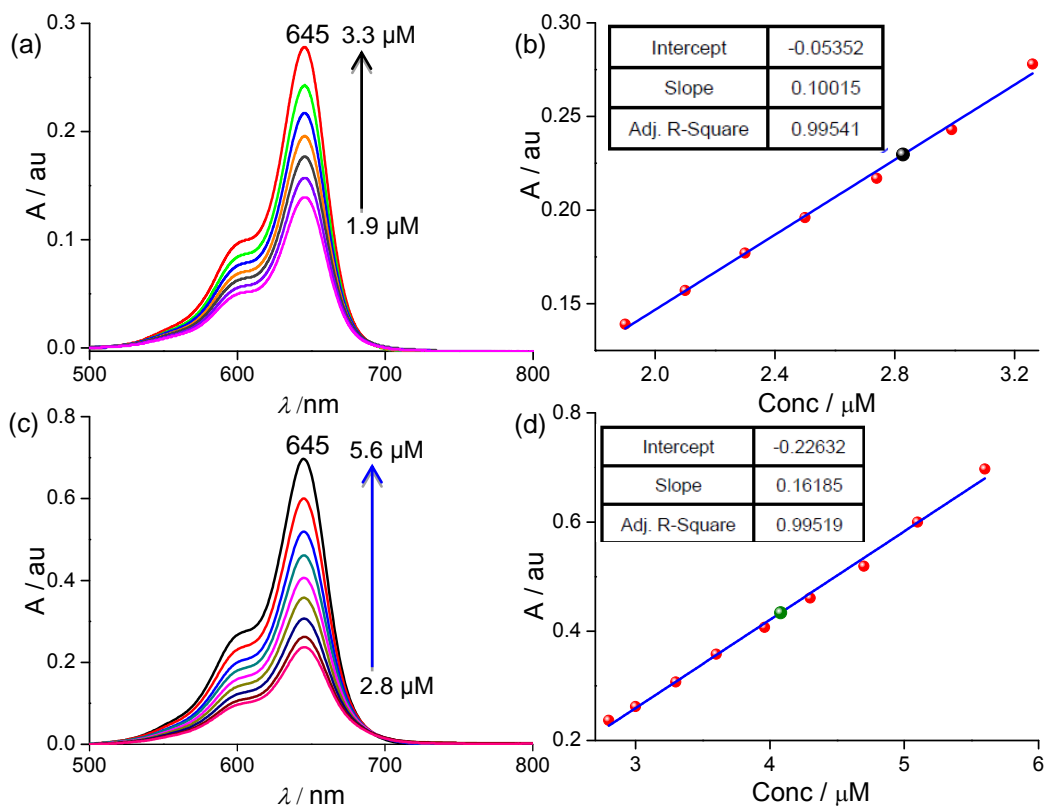 (a)
0.3
0.2
0.1
0.0
A / au
645
3.3 µM
1.9 µM
500 600 700 800
λ /nm
(b)
Intercept -0.05352
Slope 0.10015
Adj. R-Square 0.99541
0.30
0.25
0.20
0.15
A / au
2.0 2.4 2.8 3.2
Conc / μM
(c)
0.8
0.6
0.4
0.2
0.0
A / au
645
5.6 µM
2.8 µM
500 600 700 800
λ / nm
(d)
Intercept -0.22632
Slope 0.16185
Adj. R-Square 0.99519
0.8
0.6
0.4
0.2
A / au
3 4 5 6
Conc / μM